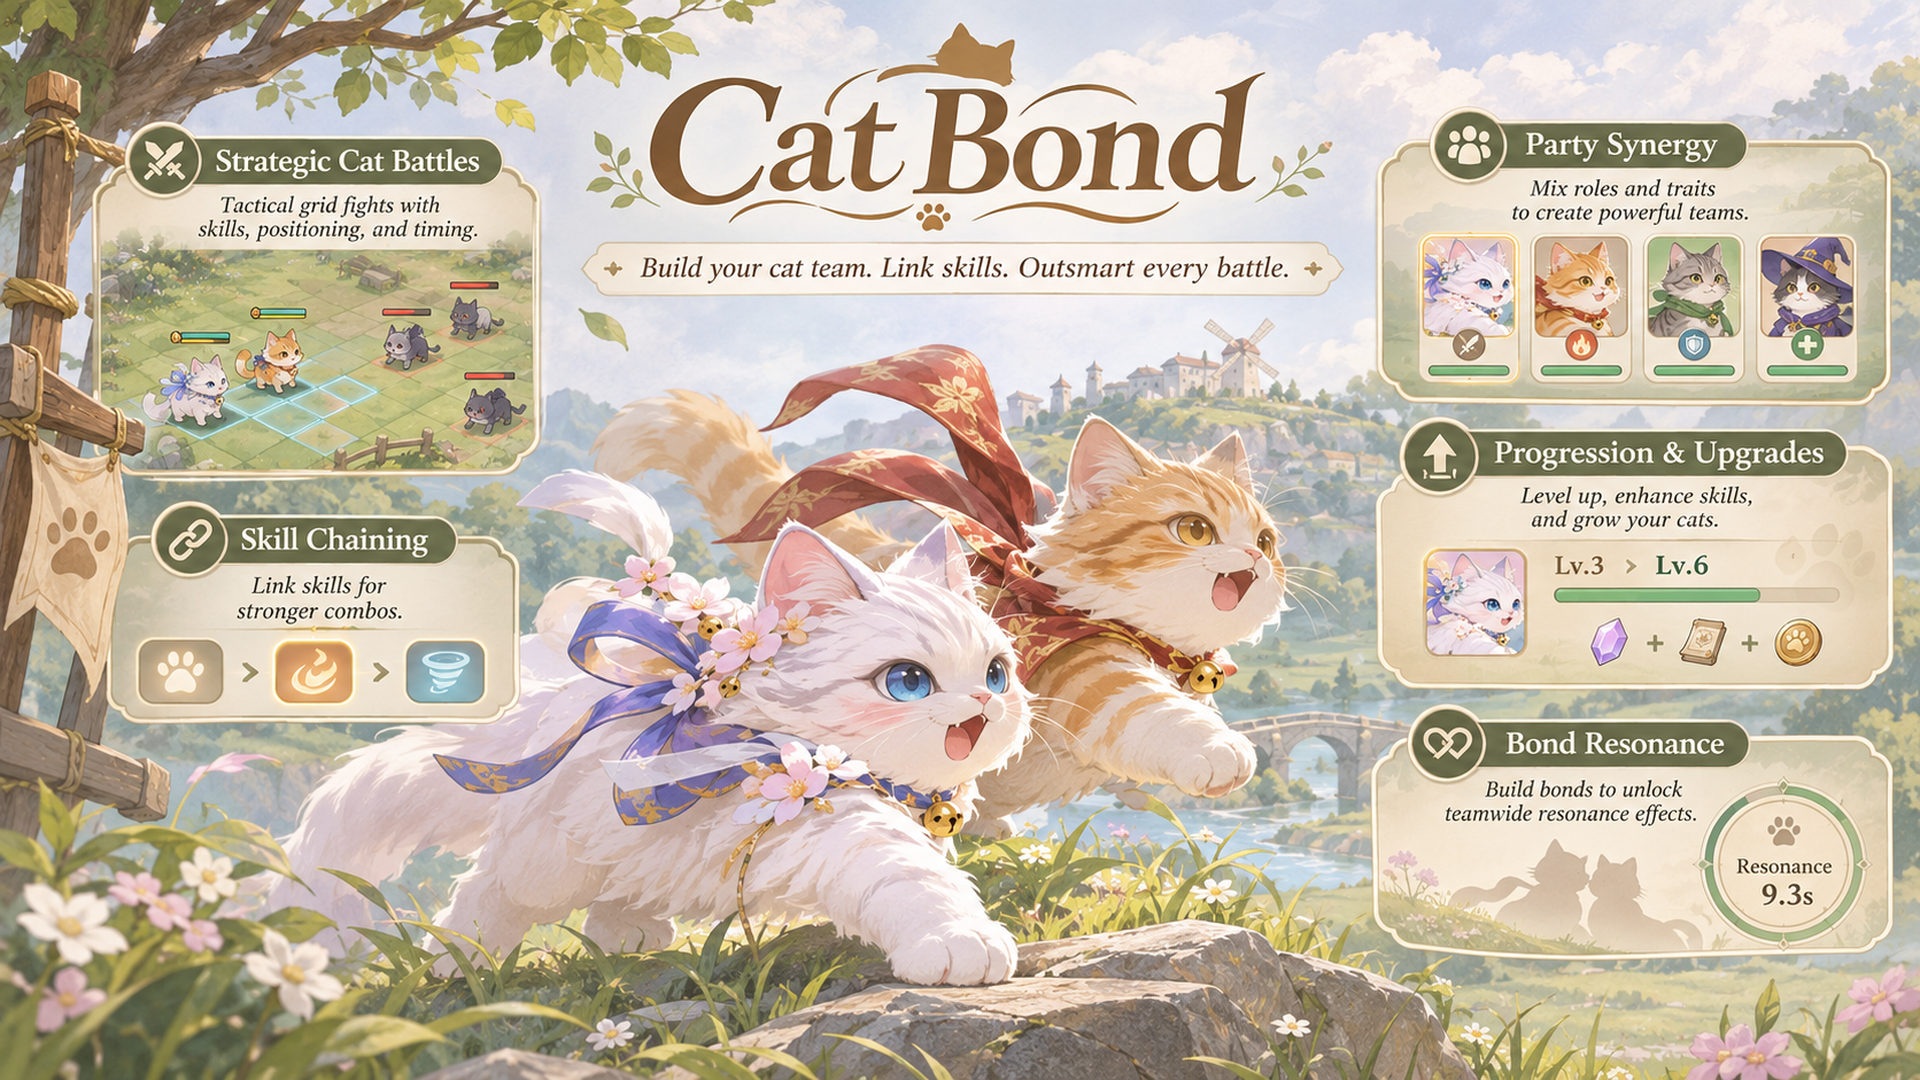 Cat Bond
Build your cat team. Link skills. Outsmart every battle.
Strategic Cat Battles
Tactical grid fights with
skills, positioning, and timing.
Skill Chaining
Link skills for
stronger combos.
Party Synergy
Mix roles and traits
to create powerful teams.
Progression & Upgrades
Level up, enhance skills,
and grow your cats.
Lv.3 > Lv.6
+ +
Bond Resonance
Build bonds to unlock
teamwide resonance effects.
Resonance
9.3s